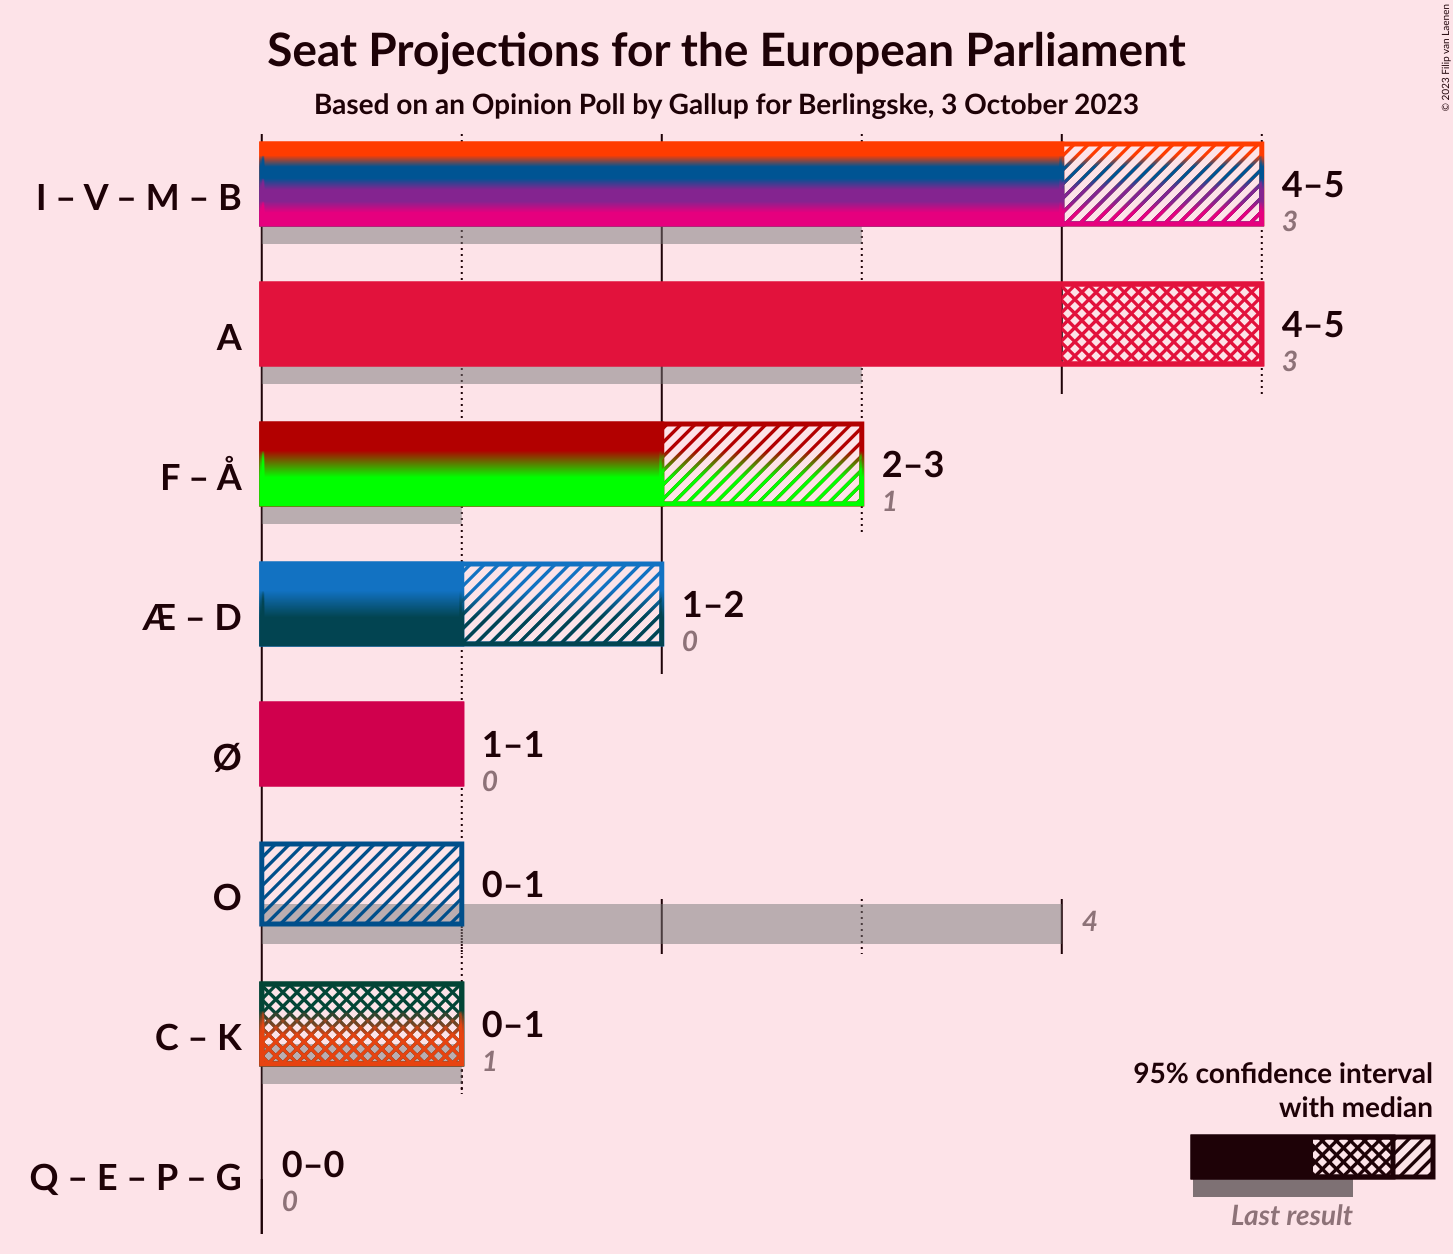 Seat Projections for the European Parliament
Based on an Opinion Poll by Gallup for Berlingske, 3 October 2023
© 2023 Filip van Laenen
I – V – M – B
4–5
3
A
4–5
3
F – Å
2–3
1
Æ – D
1–2
0
Ø
1–1
0
O
0–1
4
C – K
0–1
1
Q – E – P – G
0–0
0
95% confidence interval
with median
Last result